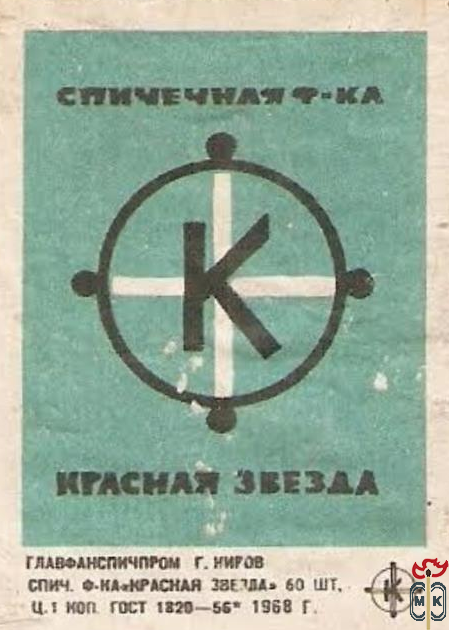 СПИЧЕЧНАЯ Ф-КА
К
КРАСНАЯ ЗВЕЗДА
ГЛАВФАНСПИЧПРОМ Г. КИРОВ
СПИЧ. Ф-КА «КРАСНАЯ ЗВЕЗДА» 60 ШТ.
Ц. 1 КОП. ГОСТ 1820—56* 1968 Г.
К
МК